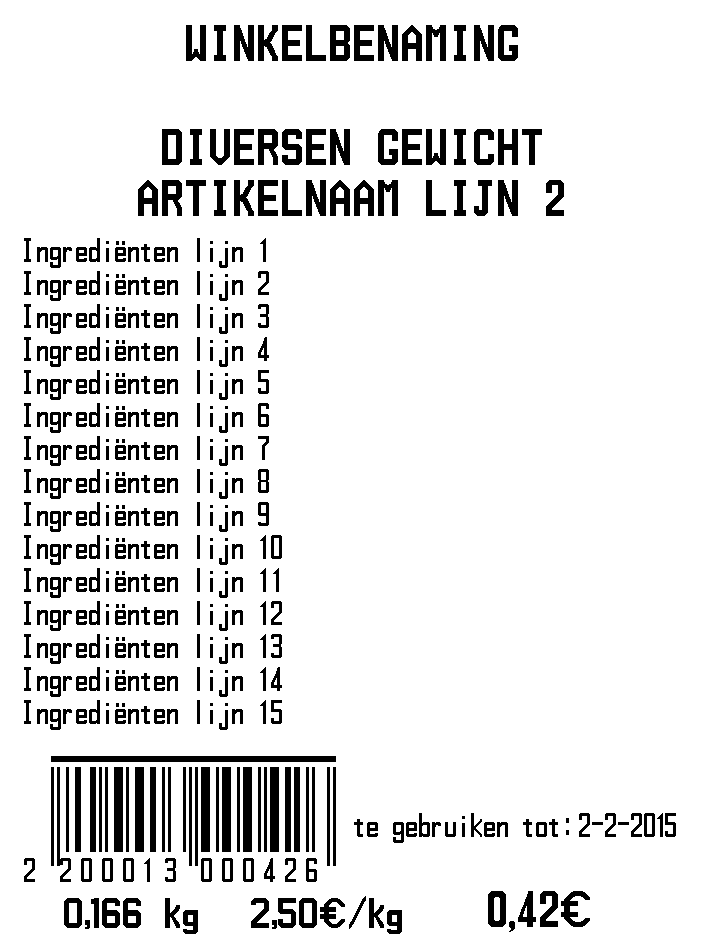 WINKELBENAMING
DIVERSEN GEWICHT
ARTIKELNAAM LIJN 2
Ingrediënten lijn 1
Ingrediënten lijn 2
Ingrediënten lijn 3
Ingrediënten lijn 4
Ingrediënten lijn 5
Ingrediënten lijn 6
Ingrediënten lijn 7
Ingrediënten lijn 8
Ingrediënten lijn 9
Ingrediënten lijn 10
Ingrediënten lijn 11
Ingrediënten lijn 12
Ingrediënten lijn 13
Ingrediënten lijn 14
Ingrediënten lijn 15
te gebruiken tot:2-2-2015
2 200013 000426
0,166 kg 2,50€/kg 0,42€